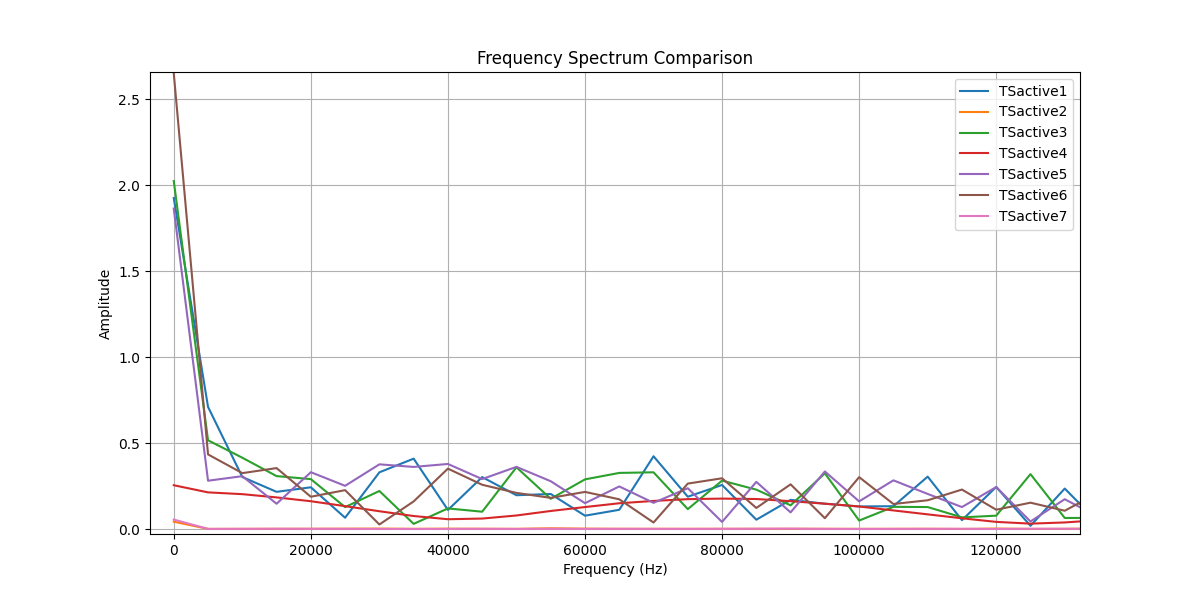 Frequency Spectrum Comparison
2.5
2.0
1.5
1.0
0.5
0.0
Amplitude
0 20000 40000 60000 80000 100000 120000
Frequency (Hz)
TSactive1
TSactive2
TSactive3
TSactive4
TSactive5
TSactive6
TSactive7